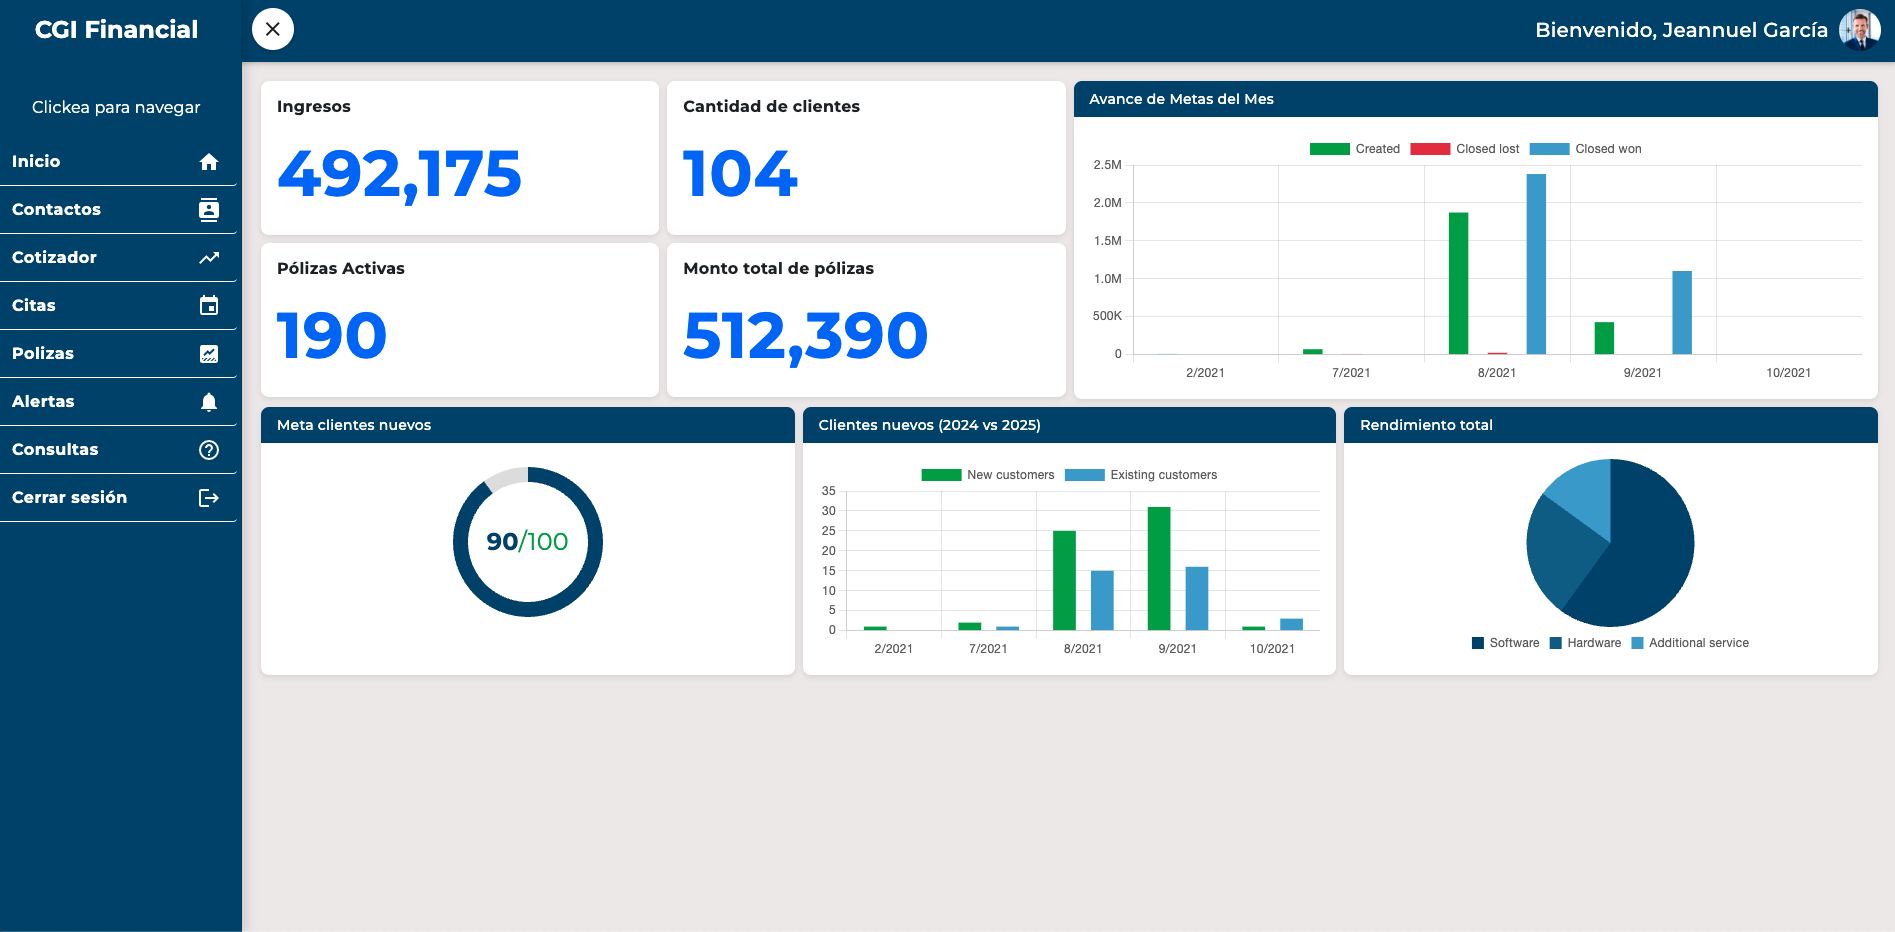 CGI Financial
Bienvenido, Jeannuel García
Clickea para navegar
Inicio
Contactos
Cotizador
Citas
Polizas
Alertas
Consultas
Cerrar sesión
Ingresos
492,175
Cantidad de clientes
104
Pólizas Activas
190
Monto total de pólizas
512,390
Avance de Metas del Mes
Created Closed lost Closed won
2.5M
2.0M
1.5M
1.0M
500K
0
2/2021 7/2021 8/2021 9/2021 10/2021
Meta clientes nuevos
90/100
Clientes nuevos (2024 vs 2025)
New customers Existing customers
35
30
25
20
15
10
5
0
2/2021 7/2021 8/2021 9/2021 10/2021
Rendimiento total
Software Hardware Additional service